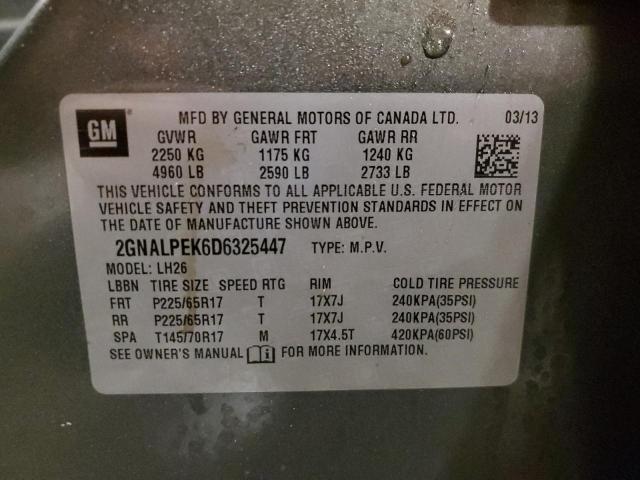 GM
MFD BY GENERAL MOTORS OF CANADA LTD. 03/13
GVWR GAWR FRT GAWR RR
2250 KG 1175 KG 1240 KG
4960 LB 2590 LB 2733 LB
THIS VEHICLE CONFORMS TO ALL APPLICABLE U.S. FEDERAL MOTOR
VEHICLE SAFETY AND THEFT PREVENTION STANDARDS IN EFFECT ON
THE DATE OF MANUFACTURE SHOWN ABOVE.
2GNALPEK6D6325447 TYPE: M.P.V.
MODEL: LH26
LBBN TIRE SIZE SPEED RTG RIM COLD TIRE PRESSURE
FRT P225/65R17 T 17X7J 240KPA(35PSI)
RR P225/65R17 T 17X7J 240KPA(35PSI)
SPA T145/70R17 M 17X4.5T 420KPA(60PSI)
SEE OWNER'S MANUAL FOR MORE INFORMATION.